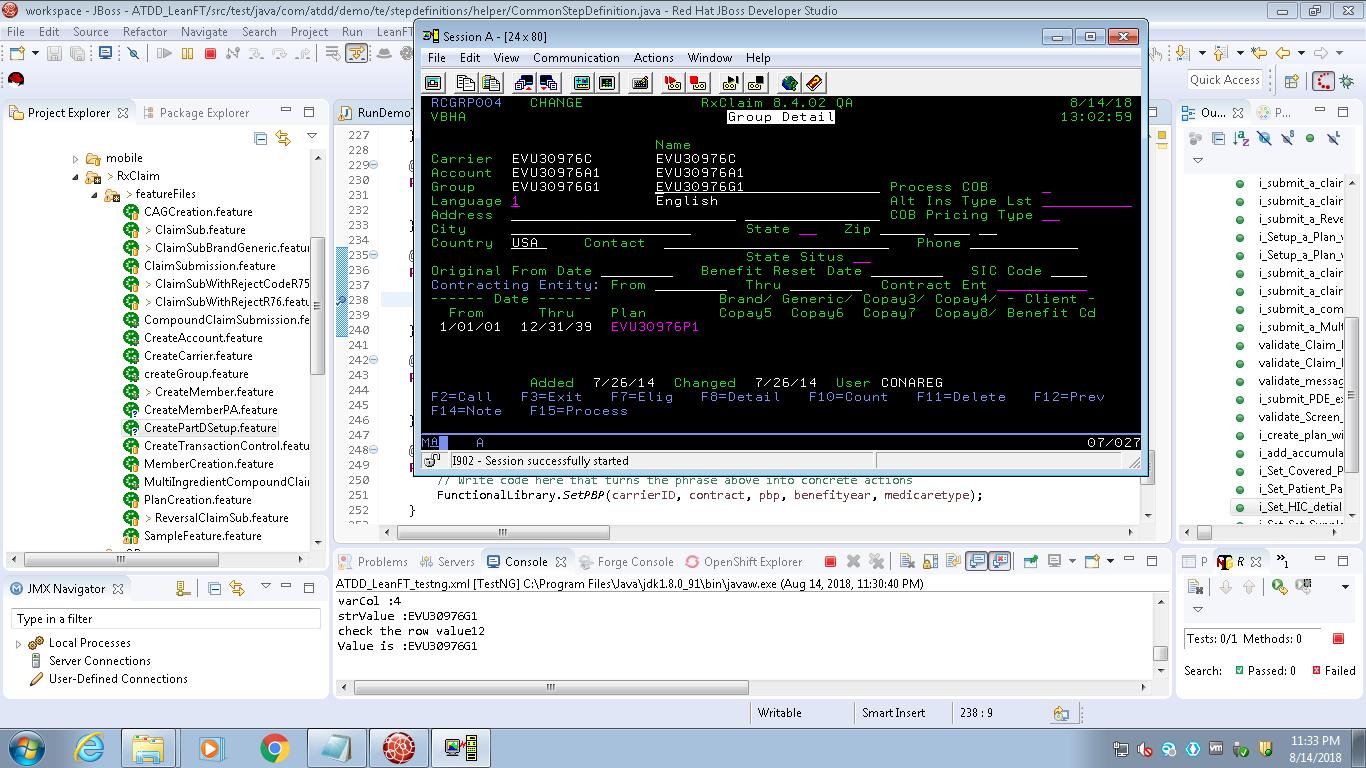 workspace - JBoss - ATDD_LeanFT/src/test/java/com/atdd/demo/te/stepdefinitions/helper/CommonStepDefinition.java - Red Hat JBoss Developer Studio
File Edit Source Refactor Navigate Search Project Run LeanFT
Quick Access
Project Explorer Package Explorer
mobile
> RxClaim
> featureFiles
CAGCreation.feature
> ClaimSub.feature
> ClaimSubBrandGeneric.featur
ClaimSubmission.feature
> ClaimSubWithRejectCodeR75
> ClaimSubWithRejectR76.featu
CompoundClaimSubmission.fe
CreateAccount.feature
CreateCarrier.feature
createGroup.feature
> CreateMember.feature
CreateMemberPA.feature
CreatePartDSetup.feature
CreateTransactionControl.featu
MemberCreation.feature
MultiIngredientCompoundClai
PlanCreation.feature
> ReversalClaimSub.feature
SampleFeature.feature
JMX Navigator
Type in a filter
Local Processes
Server Connections
User-Defined Connections
RunDemoT
227 }
228
229
230
231
232
233 }
234
235
236
237
238
239
240 }
241
242
243
244
245
246 }
247
248
249
250 // Write code here that turns the phrase above into concrete actions
251 FunctionalLibrary.SetPBP(carrierID, contract, pbp, benefityear, medicaretype);
252 }
Session A - [24 x 80]
File Edit View Communication Actions Window Help
RCGRP004 CHANGE RxClaim 8.4.02 QA 8/14/18
VBHA Group Detail 13:02:59
Name
Carrier EVU30976C EVU30976C
Account EVU30976A1 EVU30976A1
Group EVU30976G1 EVU30976G1 Process COB
Language 1 English Alt Ins Type Lst
Address COB Pricing Type
City State Zip
Country USA Contact Phone
State Situs
Original From Date Benefit Reset Date SIC Code
Contracting Entity: From Thru Contract Ent
------ Date ------ Brand/ Generic/ Copay3/ Copay4/ - Client -
From Thru Plan Copay5 Copay6 Copay7 Copay8/ Benefit Cd
1/01/01 12/31/39 EVU30976P1
Added 7/26/14 Changed 7/26/14 User CONAREG
F2=Call F3=Exit F7=Elig F8=Detail F10=Count F11=Delete F12=Prev
F14=Note F15=Process
MA A 07/027
I902 - Session successfully started
Ou...
P...
i_submit_a_clain
i_submit_a_clain
i_submit_a_Reve
i_Setup_a_Plan_v
i_Setup_a_Plan_v
i_submit_a_clain
i_submit_a_clain
i_submit_a_com
i_submit_a_Mult
validate_Claim_I
validate_Claim_I
validate_messag
i_submit_PDE_ex
validate_Screen_
i_create_plan_wi
i_add_accumula
i_Set_Covered_P
i_Set_Patient_Pa
i_Set_HIC_detial
Problems Servers Console Forge Console OpenShift Explorer
ATDD_LeanFT_testng.xml [TestNG] C:\Program Files\Java\jdk1.8.0_91\bin\javaw.exe (Aug 14, 2018, 11:30:40 PM)
varCol :4
strValue :EVU30976G1
check the row value12
Value is :EVU30976G1
P R »1
Tests: 0/1 Methods: 0
Search: Passed: 0 Failed
Writable Smart Insert 238 : 9
11:33 PM
8/14/2018